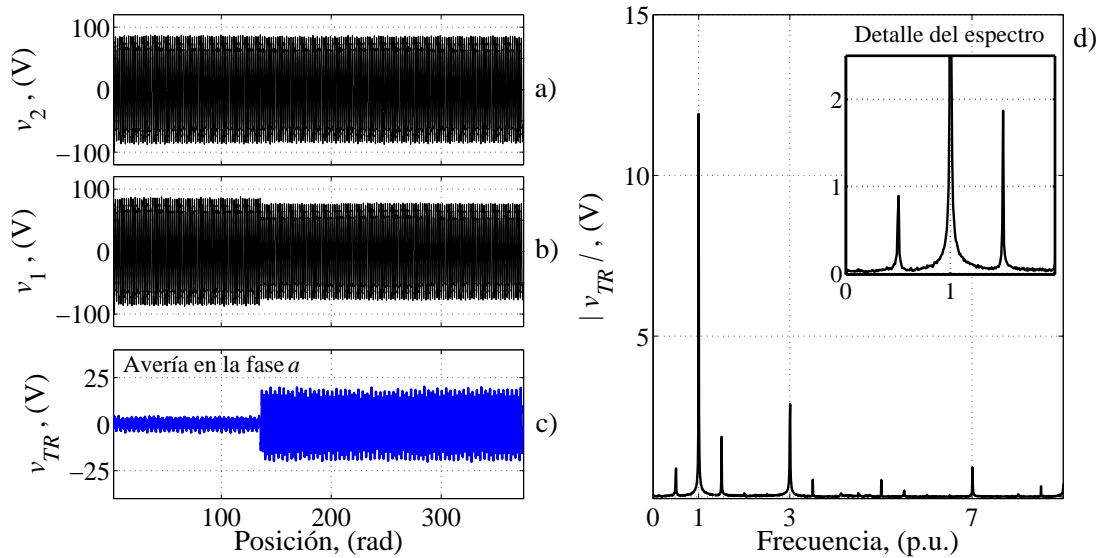 100
0
−100
v2 , (V)
a)
100
0
−100
v1 , (V)
b)
Avería en la fase a
25
0
−25
vTR , (V)
c)
100
200
300
Posición, (rad)
15
10
5
| vTR /, (V)
0
1
3
7
Frecuencia, (p.u.)
d)
Detalle del espectro
2
1
0
0
1